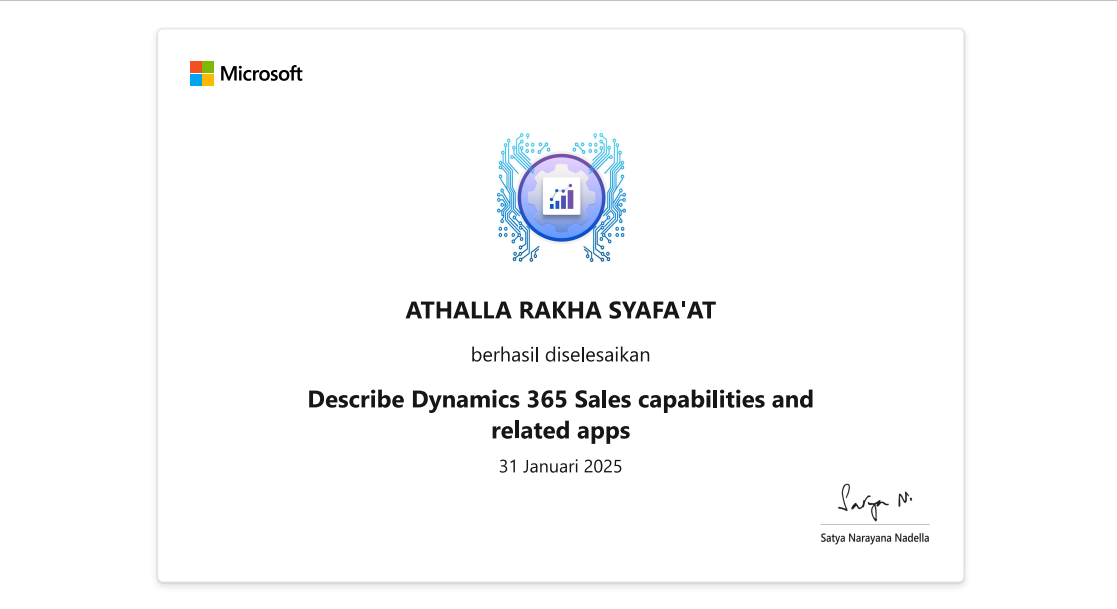 Microsoft
ATHALLA RAKHA SYAFA'AT
berhasil diselesaikan
Describe Dynamics 365 Sales capabilities and
related apps
31 Januari 2025
Satya N.
Satya Narayana Nadella